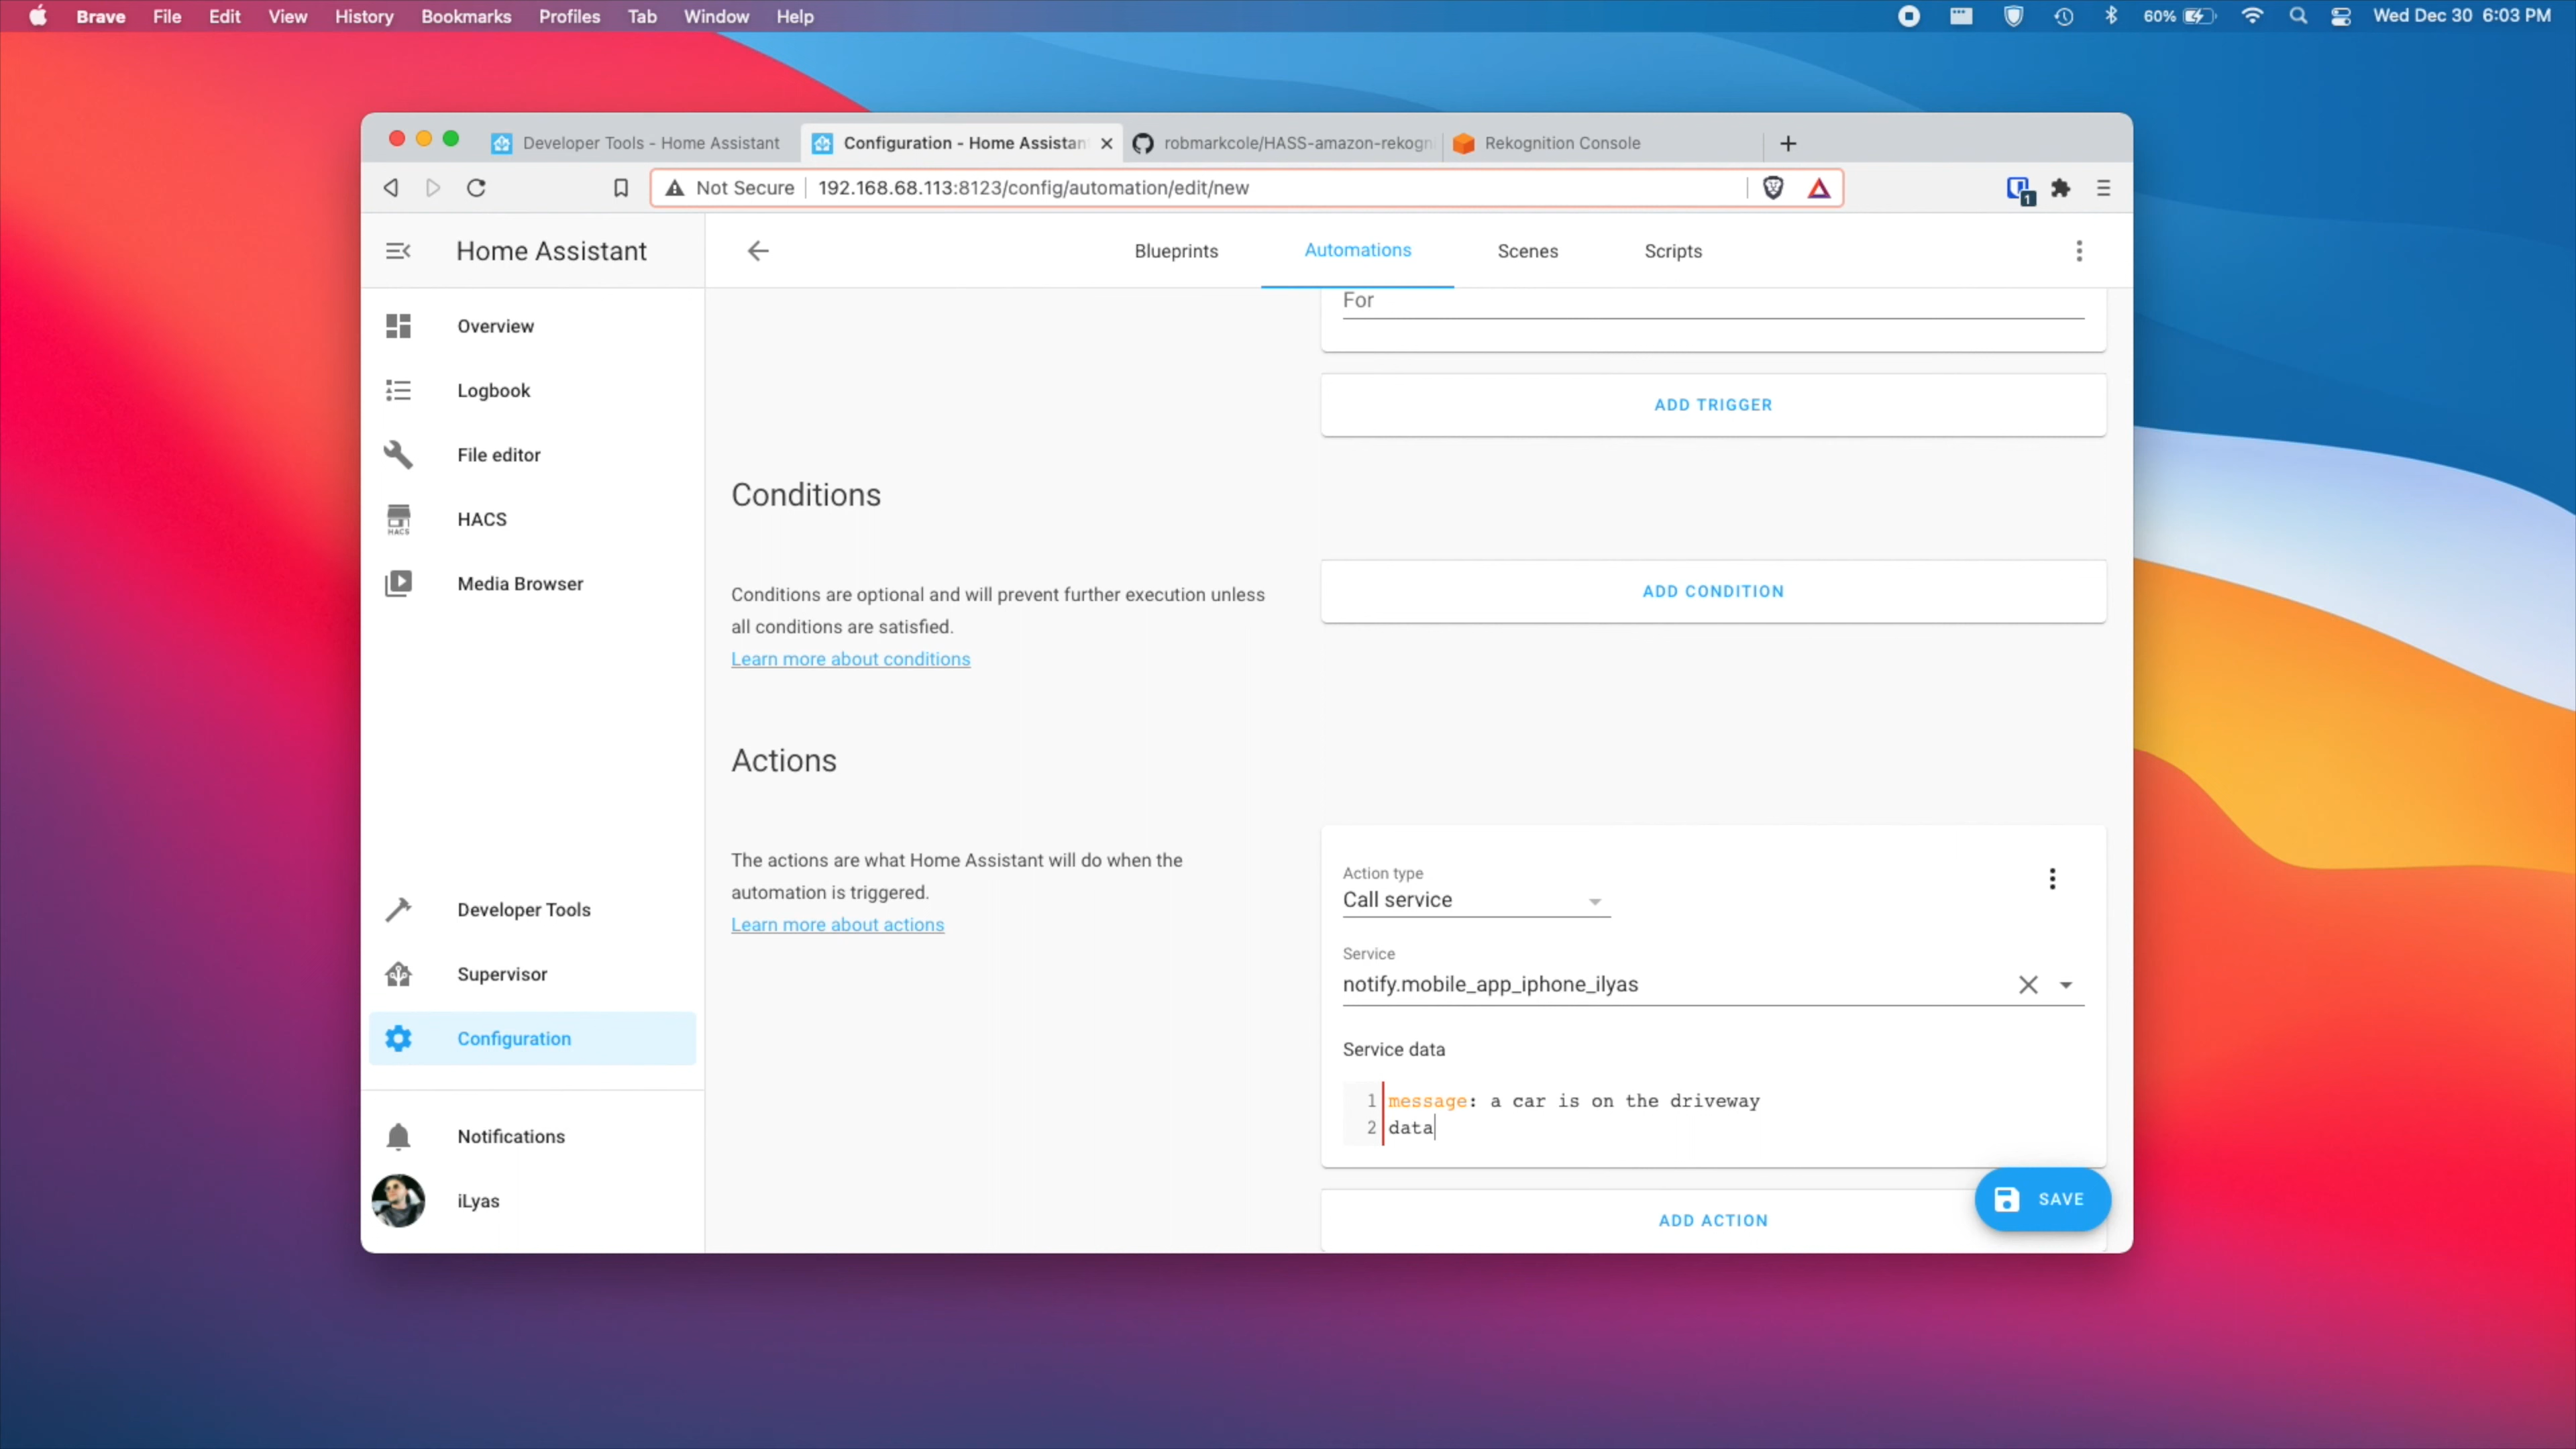 Brave File Edit View History Bookmarks Profiles Tab Window Help
60% Wed Dec 30 6:03 PM
Developer Tools - Home Assistant
Configuration - Home Assistan
robmarkcole/HASS-amazon-rekogn
Rekognition Console
Not Secure 192.168.68.113:8123/config/automation/edit/new
1
Home Assistant
Blueprints Automations Scenes Scripts
Overview
Logbook
File editor
HACS
HACS
Media Browser
Developer Tools
Supervisor
Configuration
Notifications
iLyas
For
ADD TRIGGER
Conditions
Conditions are optional and will prevent further execution unless
all conditions are satisfied.
Learn more about conditions
ADD CONDITION
Actions
The actions are what Home Assistant will do when the
automation is triggered.
Learn more about actions
Action type
Call service
Service
notify.mobile_app_iphone_ilyas
Service data
1 message: a car is on the driveway
2 data
ADD ACTION
SAVE